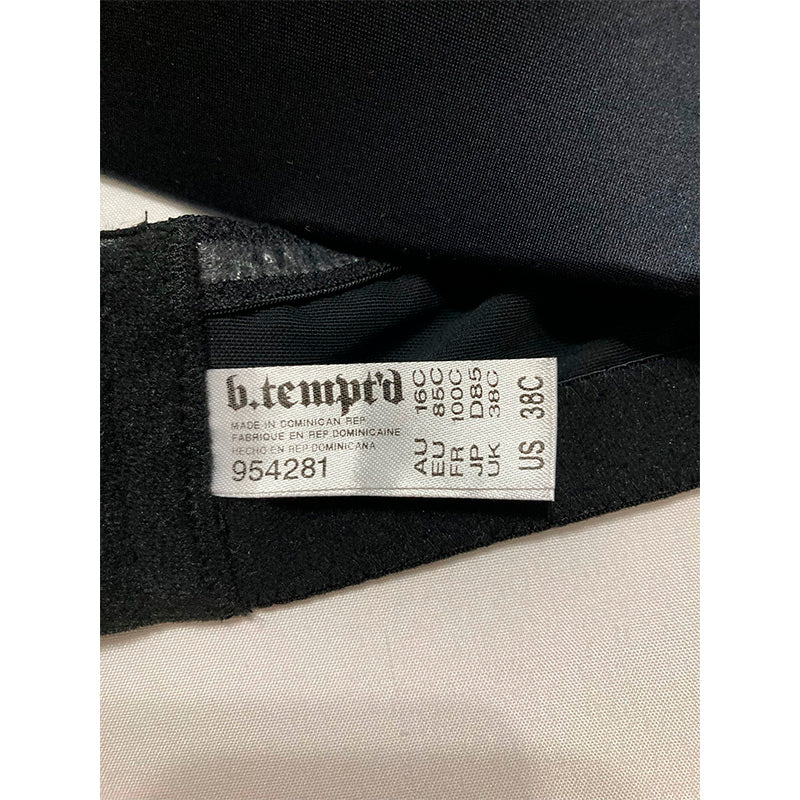 b.tempt'd
MADE IN DOMINICAN REP
FABRIQUE EN REP DOMINICAINE
HECHO EN REP DOMINICANA
954281
AU 16C
EU 85C
FR 100C
JP D85
UK 38C
US 38C